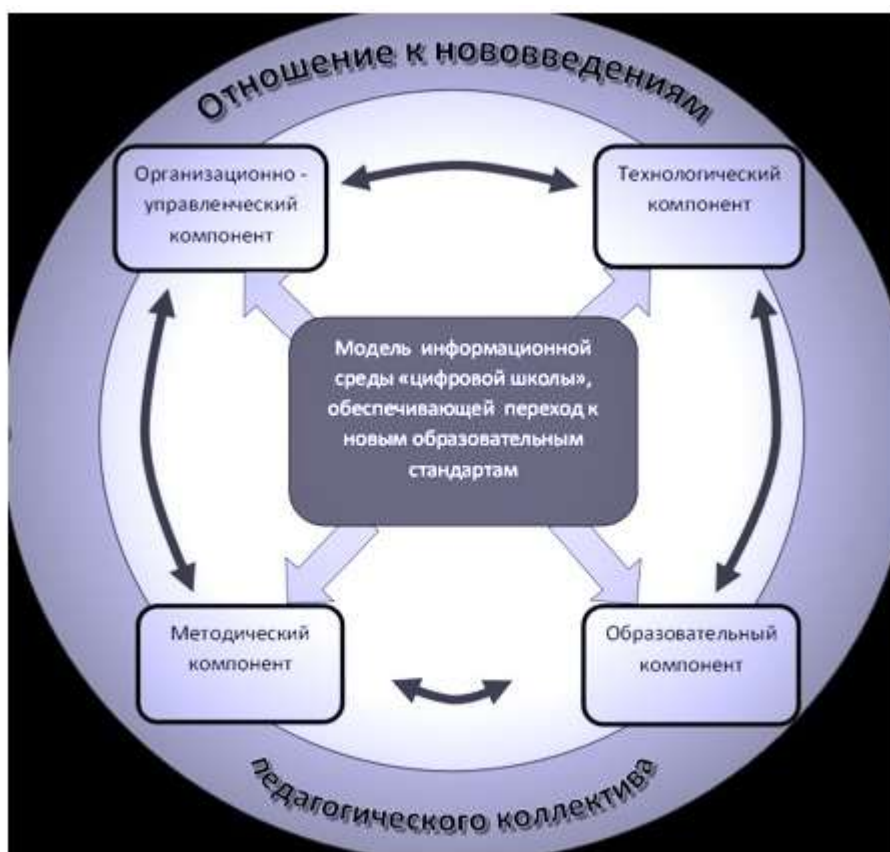 Отношение к нововведениям
Организационно -
управленческий
компонент
Технологический
компонент
Модель информационной
среды «цифровой школы»,
обеспечивающей переход к
новым образовательным
стандартам
Методический
компонент
Образовательный
компонент
педагогического коллектива